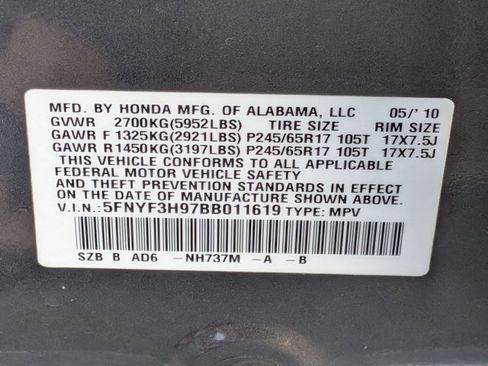 MFD. BY HONDA MFG. OF ALABAMA, LLC 05/'10
GVWR 2700KG(5952LBS) TIRE SIZE RIM SIZE
GAWR F 1325KG(2921LBS) P245/65R17 105T 17X7.5J
GAWR R1450KG(3197LBS) P245/65R17 105T 17X7.5J
THIS VEHICLE CONFORMS TO ALL APPLICABLE
FEDERAL MOTOR VEHICLE SAFETY
AND THEFT PREVENTION STANDARDS IN EFFECT
ON THE DATE OF MANUFACTURE SHOWN ABOVE.
V.I.N.: 5FNYF3H97BB011619 TYPE: MPV
SZB B AD6 -NH737M -A -B